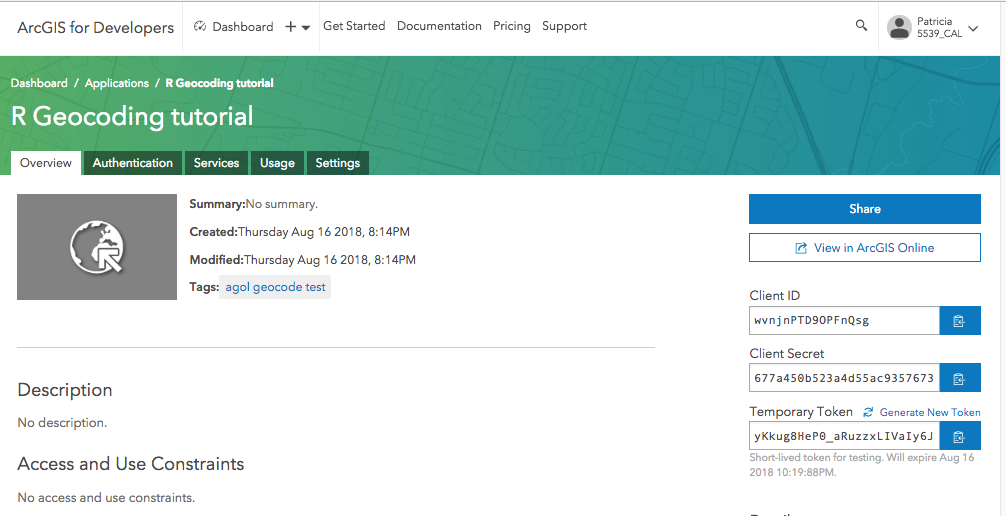 ArcGIS for Developers
Dashboard
Get Started
Documentation
Pricing
Support
Patricia
5539_CAL
Dashboard / Applications / R Geocoding tutorial
R Geocoding tutorial
Overview
Authentication
Services
Usage
Settings
Summary:No summary.
Created:Thursday Aug 16 2018, 8:14PM
Modified:Thursday Aug 16 2018, 8:14PM
Tags: agol geocode test
Description
No description.
Access and Use Constraints
No access and use constraints.
Share
View in ArcGIS Online
Client ID
wvnjnPTD9OPFnQsg
Client Secret
677a450b523a4d55ac9357673
Temporary Token
Generate New Token
yKkug8HeP0_aRuzzxLIVaIy6J
Short-lived token for testing. Will expire Aug 16
2018 10:19:88PM.